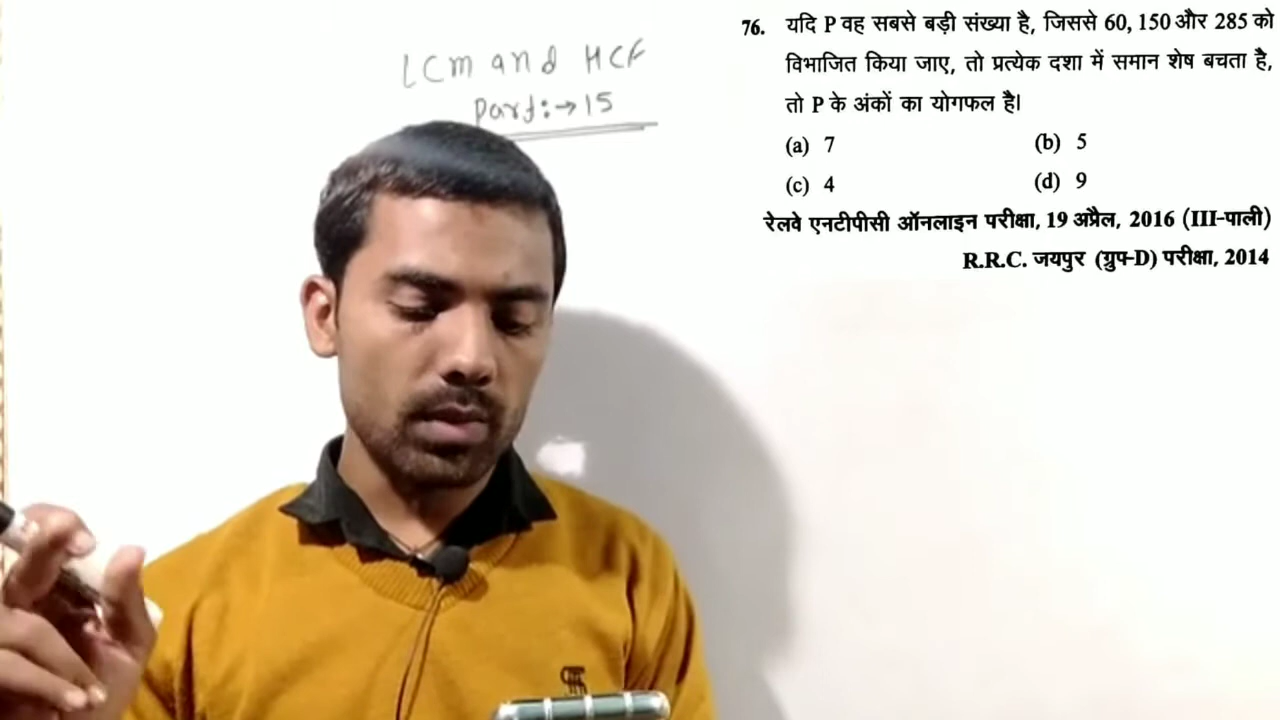 LCM and HCF
Part:→15
76. यदि P वह सबसे बड़ी संख्या है, जिससे 60, 150 और 285 को
विभाजित किया जाए, तो प्रत्येक दशा में समान शेष बचता है,
तो P के अंकों का योगफल है।
(a) 7 (b) 5
(c) 4 (d) 9
रेलवे एनटीपीसी ऑनलाइन परीक्षा, 19 अप्रैल, 2016 (III-पाली)
R.R.C. जयपुर (ग्रुप-D) परीक्षा, 2014